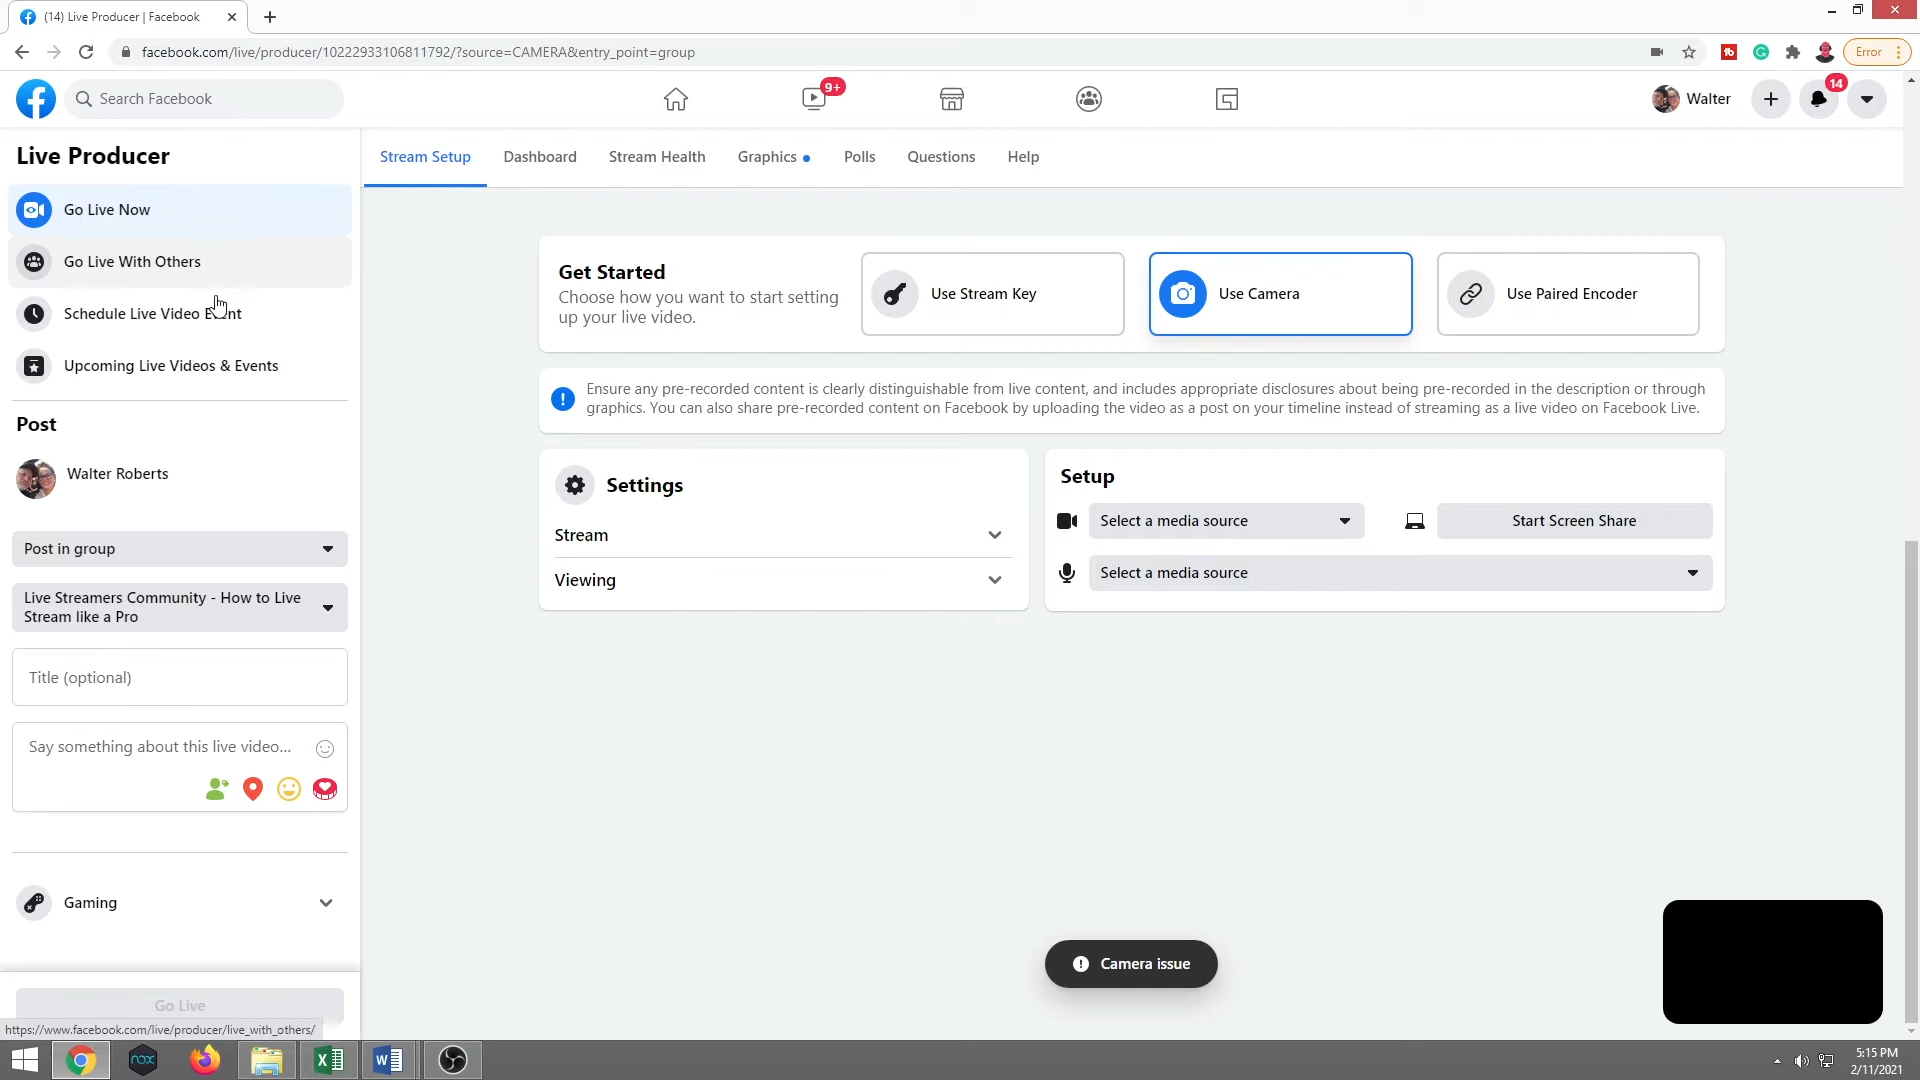 (14) Live Producer | Facebook
facebook.com/live/producer/10222933106811792/?source=CAMERA&entry_point=group
Error
Search Facebook
9+
Walter
14
Live Producer
Go Live Now
Go Live With Others
Schedule Live Video Event
Upcoming Live Videos & Events
Post
Walter Roberts
Post in group
Live Streamers Community - How to Live
Stream like a Pro
Title (optional)
Say something about this live video...
Gaming
Go Live
https://www.facebook.com/live/producer/live_with_others/
Stream Setup
Dashboard
Stream Health
Graphics
Polls
Questions
Help
Get Started
Choose how you want to start setting
up your live video.
Use Stream Key
Use Camera
Use Paired Encoder
Ensure any pre-recorded content is clearly distinguishable from live content, and includes appropriate disclosures about being pre-recorded in the description or through
graphics. You can also share pre-recorded content on Facebook by uploading the video as a post on your timeline instead of streaming as a live video on Facebook Live.
Settings
Stream
Viewing
Setup
Select a media source
Start Screen Share
Select a media source
Camera issue
nox
5:15 PM
2/11/2021